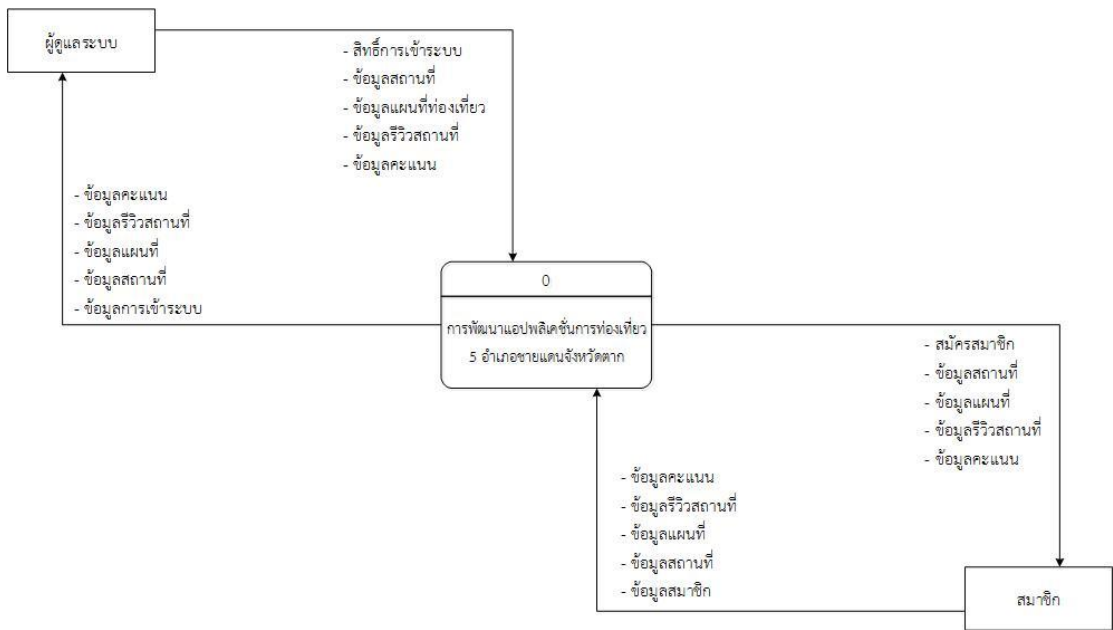 ผู้ดูแลระบบ
- สิทธิ์การเข้าระบบ
- ข้อมูลสถานที่
- ข้อมูลแผนที่ท่องเที่ยว
- ข้อมูลรีวิวสถานที่
- ข้อมูลคะแนน
- ข้อมูลคะแนน
- ข้อมูลรีวิวสถานที่
- ข้อมูลแผนที่
- ข้อมูลสถานที่
- ข้อมูลการเข้าระบบ
0
การพัฒนาแอปพลิเคชั่นการท่องเที่ยว
5 อำเภอชายแดนจังหวัดตาก
- สมัครสมาชิก
- ข้อมูลสถานที่
- ข้อมูลแผนที่
- ข้อมูลรีวิวสถานที่
- ข้อมูลคะแนน
- ข้อมูลคะแนน
- ข้อมูลรีวิวสถานที่
- ข้อมูลแผนที่
- ข้อมูลสถานที่
- ข้อมูลสมาชิก
สมาชิก